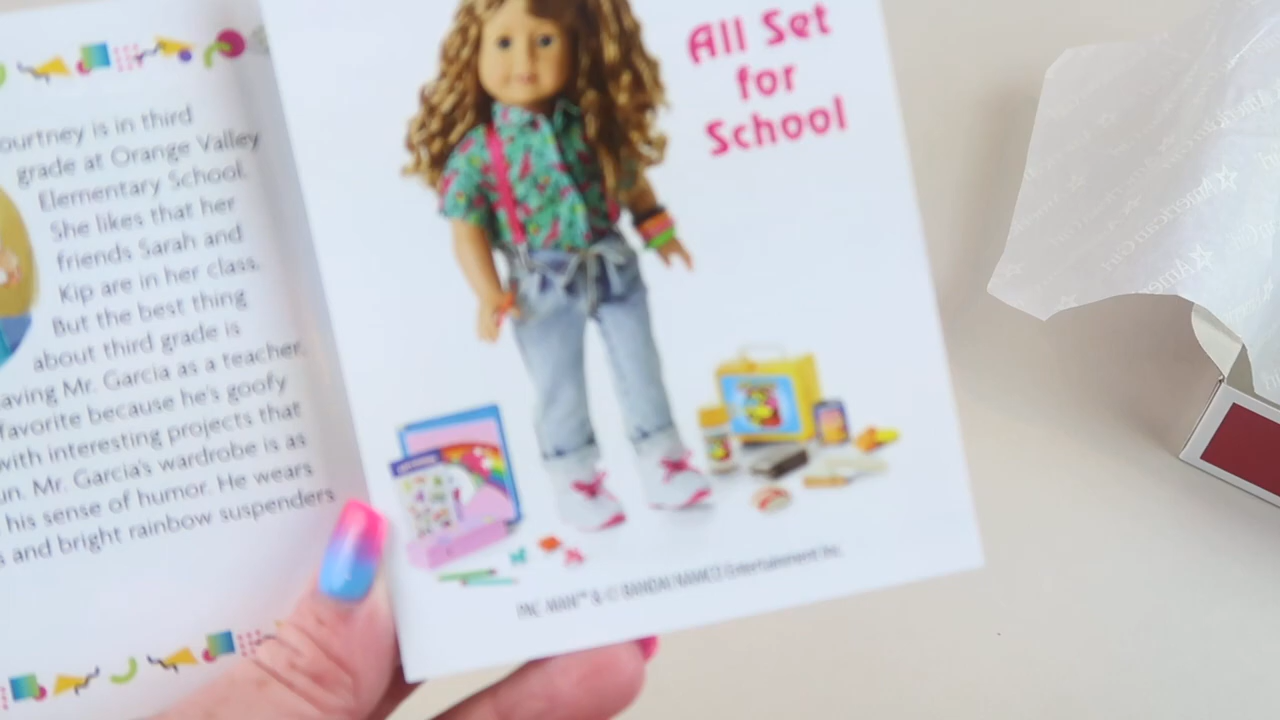 ourtney is in third
grade at Orange Valley
Elementary School.
She likes that her
friends Sarah and
Kip are in her class.
But the best thing
about third grade is
aving Mr. Garcia as a teacher.
favorite because he's goofy
with interesting projects that
un. Mr. Garcia's wardrobe is as
his sense of humor. He wears
s and bright rainbow suspenders
All Set
for
School
PAC-MAN™ & © BANDAI NAMCO Entertainment Inc.
American Girl